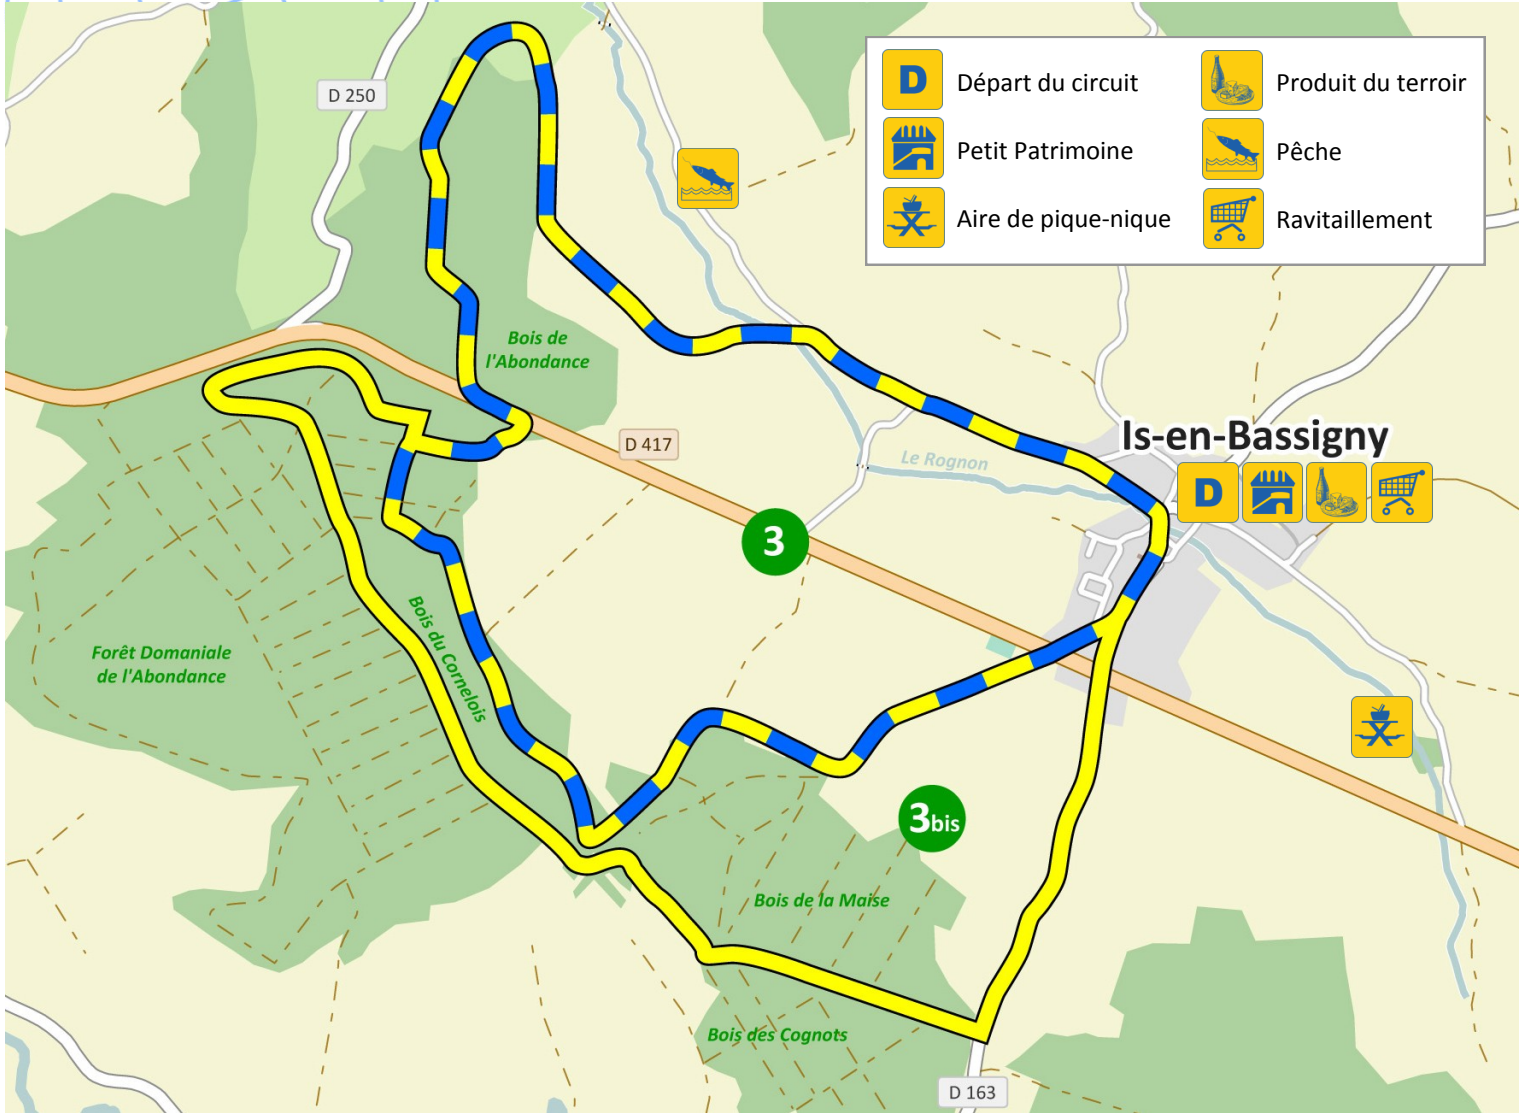 D 250
D
Départ du circuit
Produit du terroir
Petit Patrimoine
Pêche
Aire de pique-nique
Ravitaillement
Bois de
l'Abondance
D 417
Is-en-Bassigny
Le Rognon
D
3
Bois du Cornelois
Forêt Domaniale
de l'Abondance
3bis
Bois de la Maise
Bois des Cognots
D 163